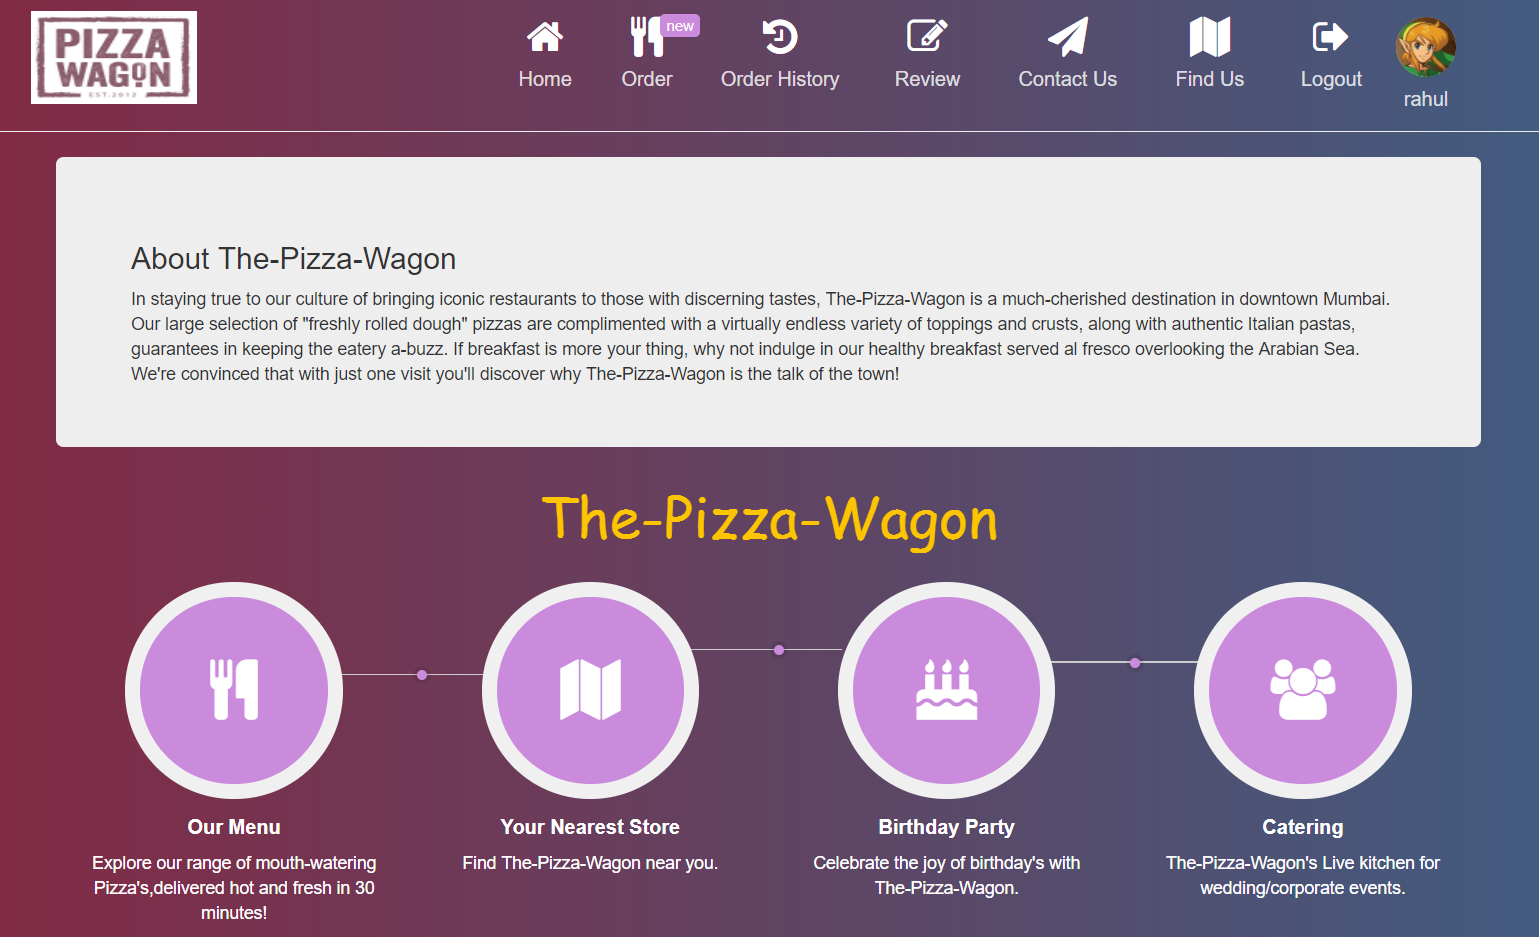 PIZZA
WAGON
EST.2012
new
Home
Order
Order History
Review
Contact Us
Find Us
Logout
rahul
About The-Pizza-Wagon
In staying true to our culture of bringing iconic restaurants to those with discerning tastes, The-Pizza-Wagon is a much-cherished destination in downtown Mumbai.
Our large selection of "freshly rolled dough" pizzas are complimented with a virtually endless variety of toppings and crusts, along with authentic Italian pastas,
guarantees in keeping the eatery a-buzz. If breakfast is more your thing, why not indulge in our healthy breakfast served al fresco overlooking the Arabian Sea.
We're convinced that with just one visit you'll discover why The-Pizza-Wagon is the talk of the town!
The-Pizza-Wagon
Our Menu
Explore our range of mouth-watering
Pizza's,delivered hot and fresh in 30
minutes!
Your Nearest Store
Find The-Pizza-Wagon near you.
Birthday Party
Celebrate the joy of birthday's with
The-Pizza-Wagon.
Catering
The-Pizza-Wagon's Live kitchen for
wedding/corporate events.